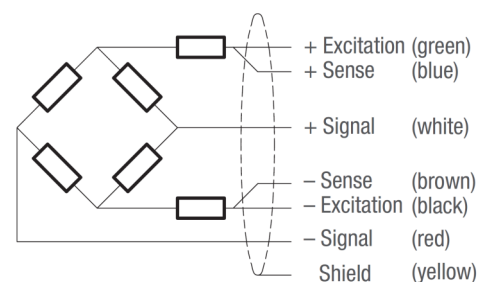 + Excitation (green)
+ Sense (blue)
+ Signal (white)
– Sense (brown)
– Excitation (black)
– Signal (red)
Shield (yellow)